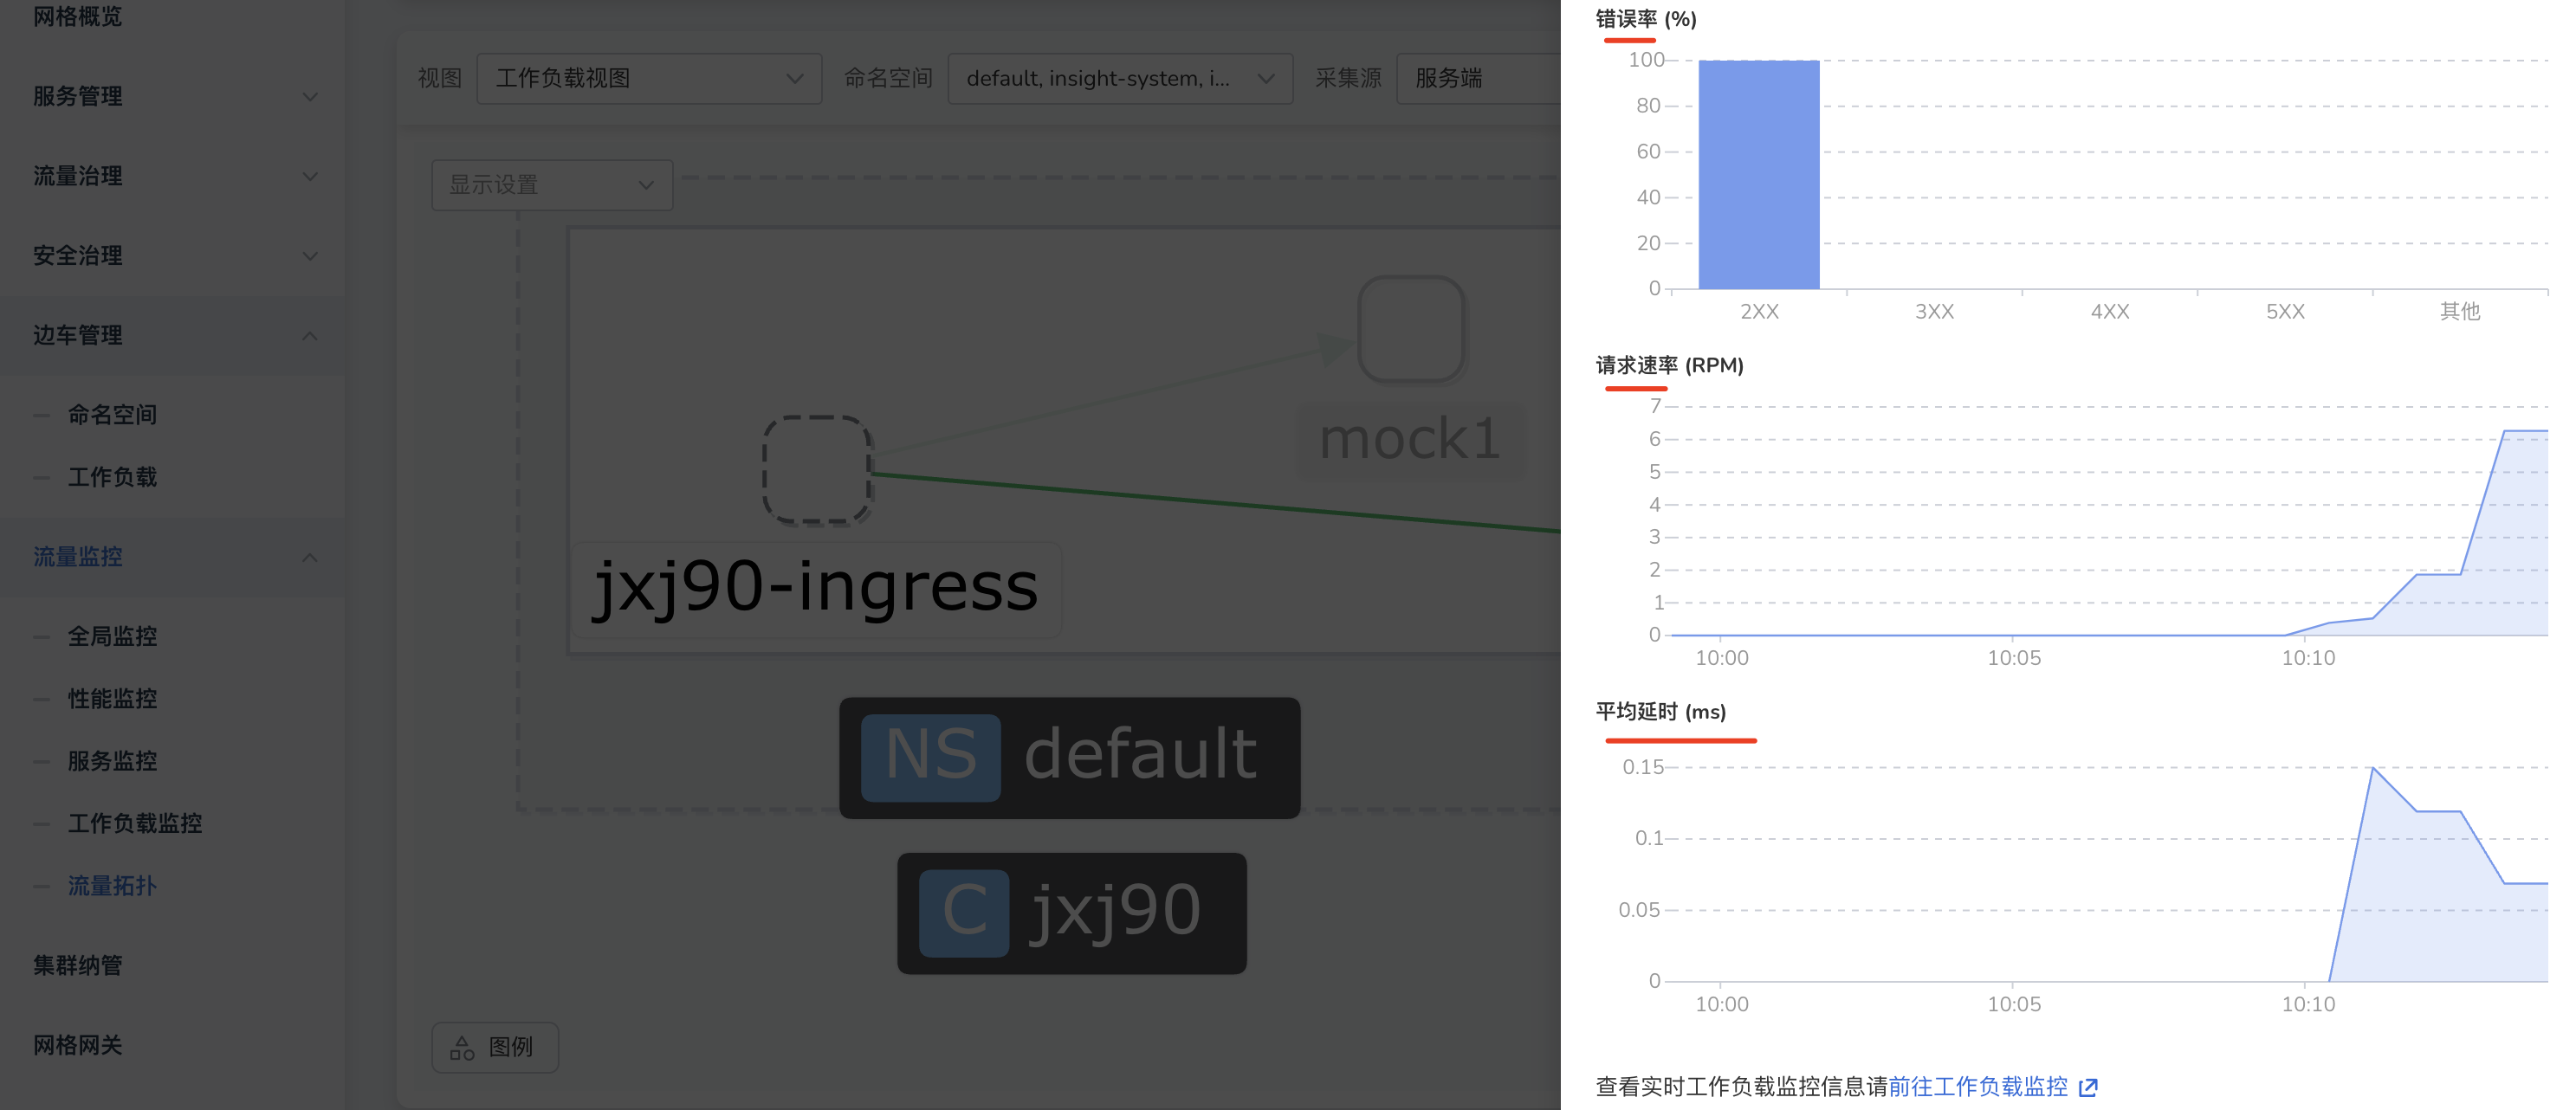 网格概览
服务管理
流量治理
安全治理
边车管理
命名空间
工作负载
流量监控
全局监控
性能监控
服务监控
工作负载监控
流量拓扑
集群纳管
网格网关
视图 工作负载视图 命名空间 default, insight-system, i... 采集源 服务端
显示设置
mock1
jxj90-ingress
NS default
C jxj90
图例
错误率 (%)
100
80
60
40
20
0
2XX 3XX 4XX 5XX 其他
请求速率 (RPM)
7
6
5
4
3
2
1
0
10:00 10:05 10:10
平均延时 (ms)
0.15
0.1
0.05
0
10:00 10:05 10:10
查看实时工作负载监控信息请前往工作负载监控